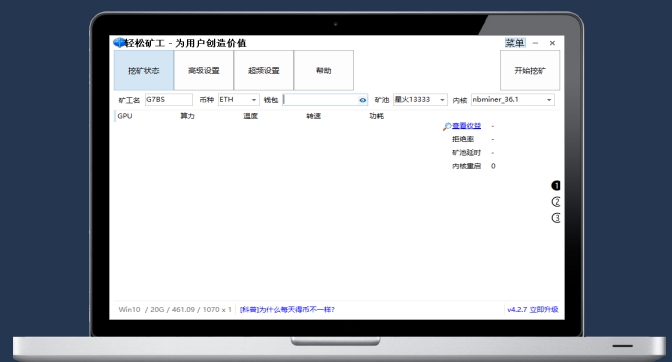 轻松矿工 - 为用户创造价值 菜单
挖矿状态 高级设置 超频设置 帮助 开始挖矿
矿工名 G7BS 币种 ETH 钱包 矿池 星火13333 内核 nbminer_36.1
GPU 算力 温度 转速 功耗
查看收益 -
拒绝率 -
矿池延时 -
内核重启 0
1
2
3
Win10 / 20G / 461.09 / 1070 x 1 [科普]为什么每天得币不一样? v4.2.7 立即升级